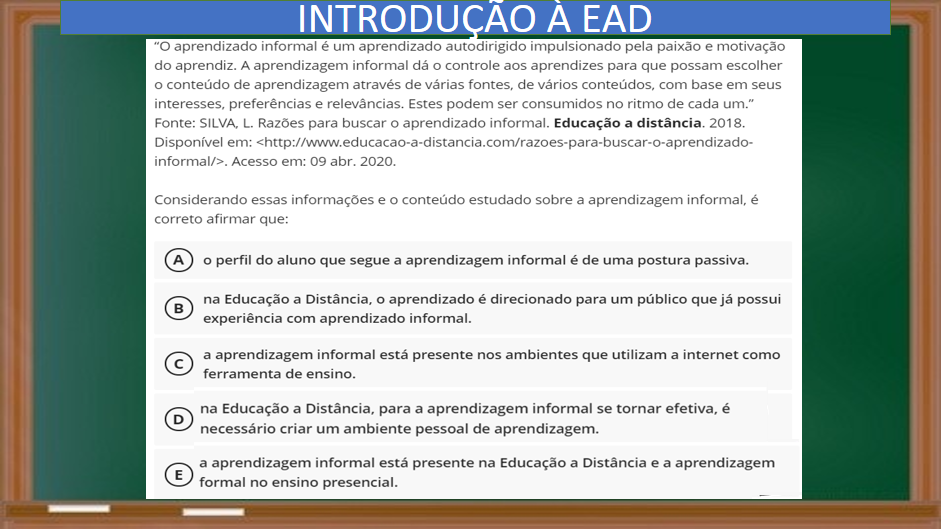 INTRODUÇÃO À EAD
“O aprendizado informal é um aprendizado autodirigido impulsionado pela paixão e motivação
do aprendiz. A aprendizagem informal dá o controle aos aprendizes para que possam escolher
o conteúdo de aprendizagem através de várias fontes, de vários conteúdos, com base em seus
interesses, preferências e relevâncias. Estes podem ser consumidos no ritmo de cada um.”
Fonte: SILVA, L. Razões para buscar o aprendizado informal. Educação a distância. 2018.
Disponível em: <http://www.educacao-a-distancia.com/razoes-para-buscar-o-aprendizado-
informal/>. Acesso em: 09 abr. 2020.
Considerando essas informações e o conteúdo estudado sobre a aprendizagem informal, é
correto afirmar que:
A o perfil do aluno que segue a aprendizagem informal é de uma postura passiva.
B na Educação a Distância, o aprendizado é direcionado para um público que já possui
experiência com aprendizado informal.
C a aprendizagem informal está presente nos ambientes que utilizam a internet como
ferramenta de ensino.
D na Educação a Distância, para a aprendizagem informal se tornar efetiva, é
necessário criar um ambiente pessoal de aprendizagem.
E a aprendizagem informal está presente na Educação a Distância e a aprendizagem
formal no ensino presencial.